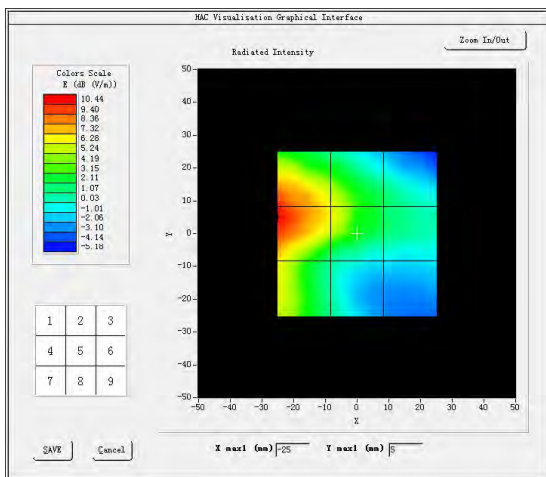 HAC Visualisation Graphical Interface
Zoom In/Out
Radiated Intensity
Colors Scale
E (dB (V/m))
10.44
9.40
8.36
7.32
6.28
5.24
4.19
3.15
2.11
1.07
0.03
-1.01
-2.06
-3.10
-4.14
-5.18
50
40
30
20
10
0
-10
-20
-30
-40
-50
Y
-50 -40 -30 -20 -10 0 10 20 30 40 50
X
1 2 3
4 5 6
7 8 9
SAVE Cancel
X max1 (mm) -25 Y max1 (mm) 5